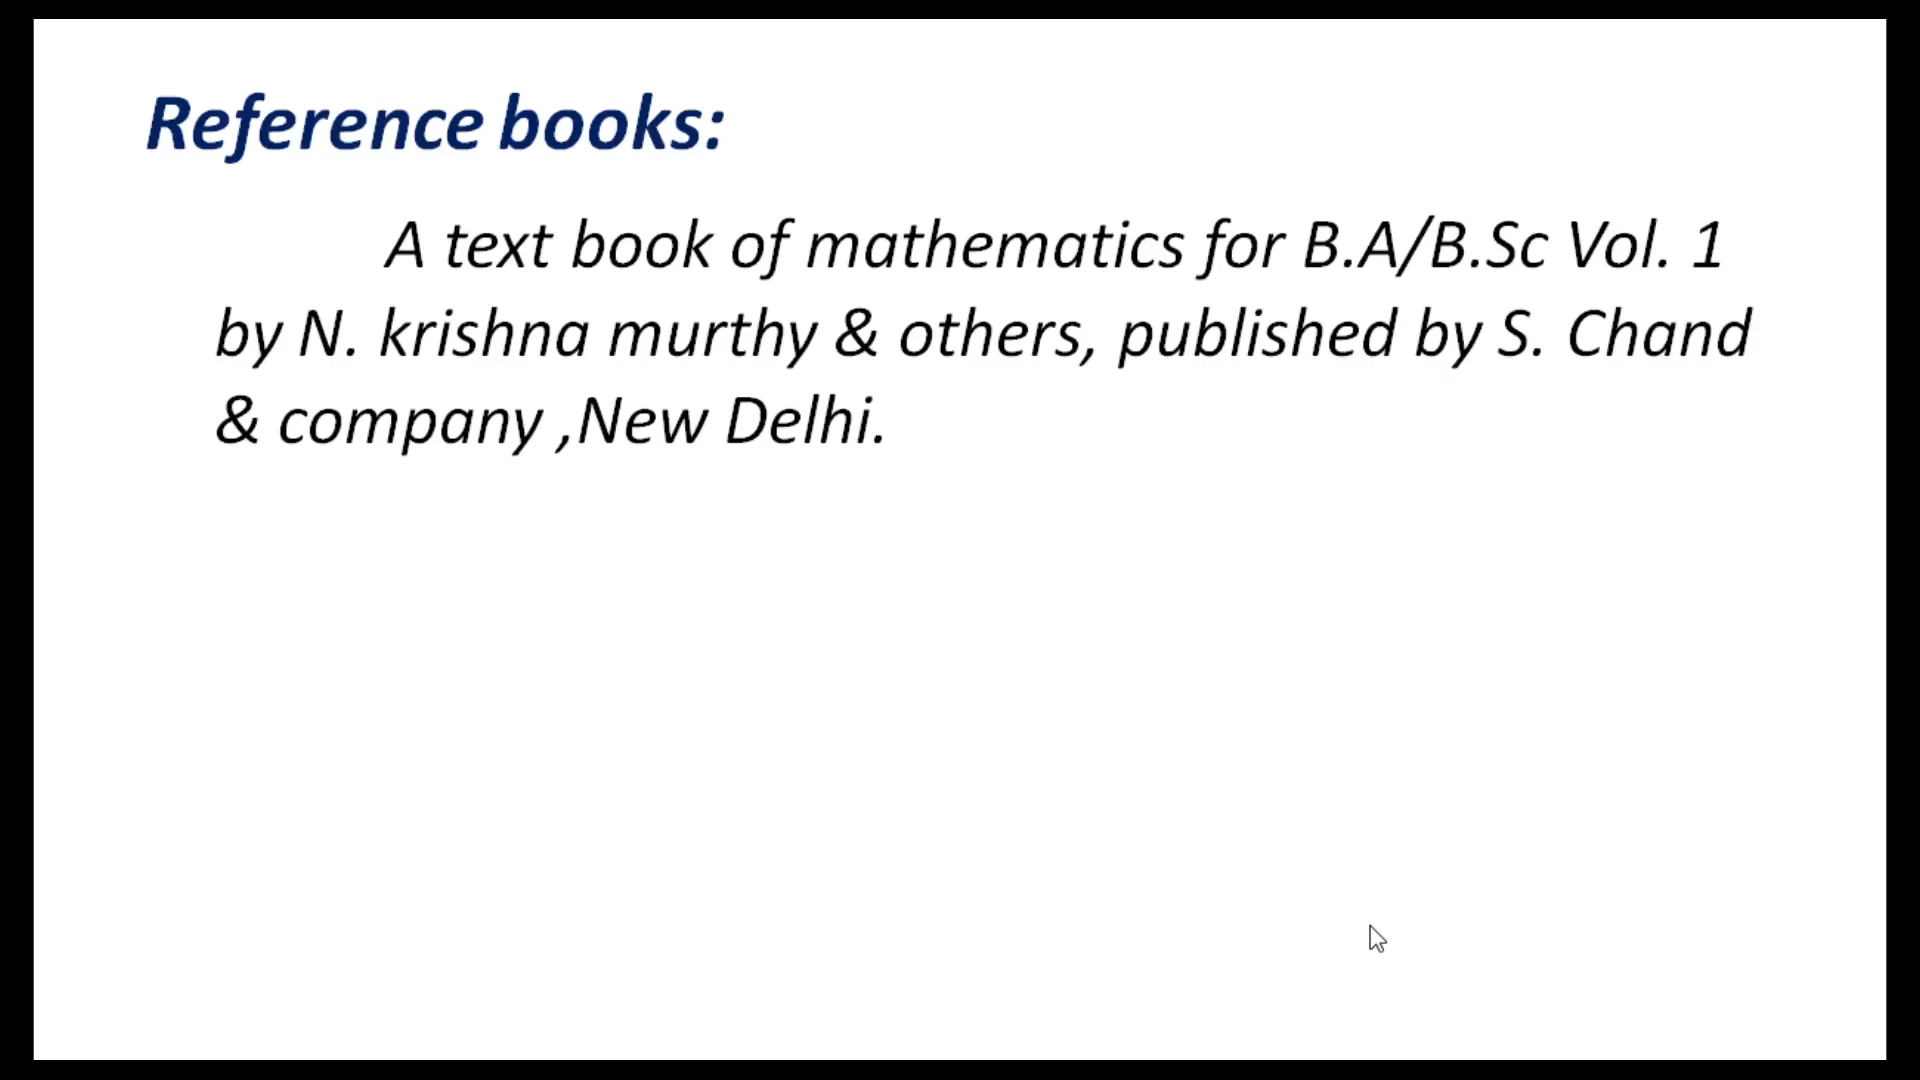 Reference books:
A text book of mathematics for B.A/B.Sc Vol. 1
by N. krishna murthy & others, published by S. Chand
& company ,New Delhi.